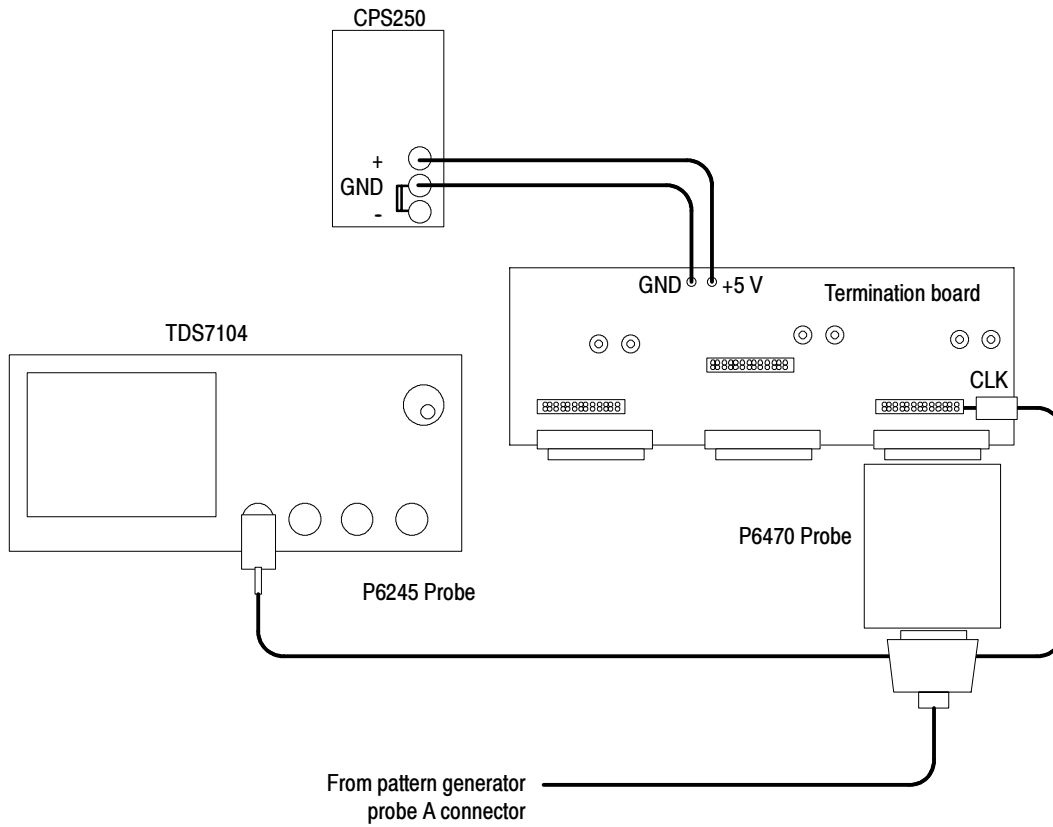 CPS250
+
GND
-
GND
+5 V
Termination board
TDS7104
CLK
P6470 Probe
P6245 Probe
From pattern generator
probe A connector